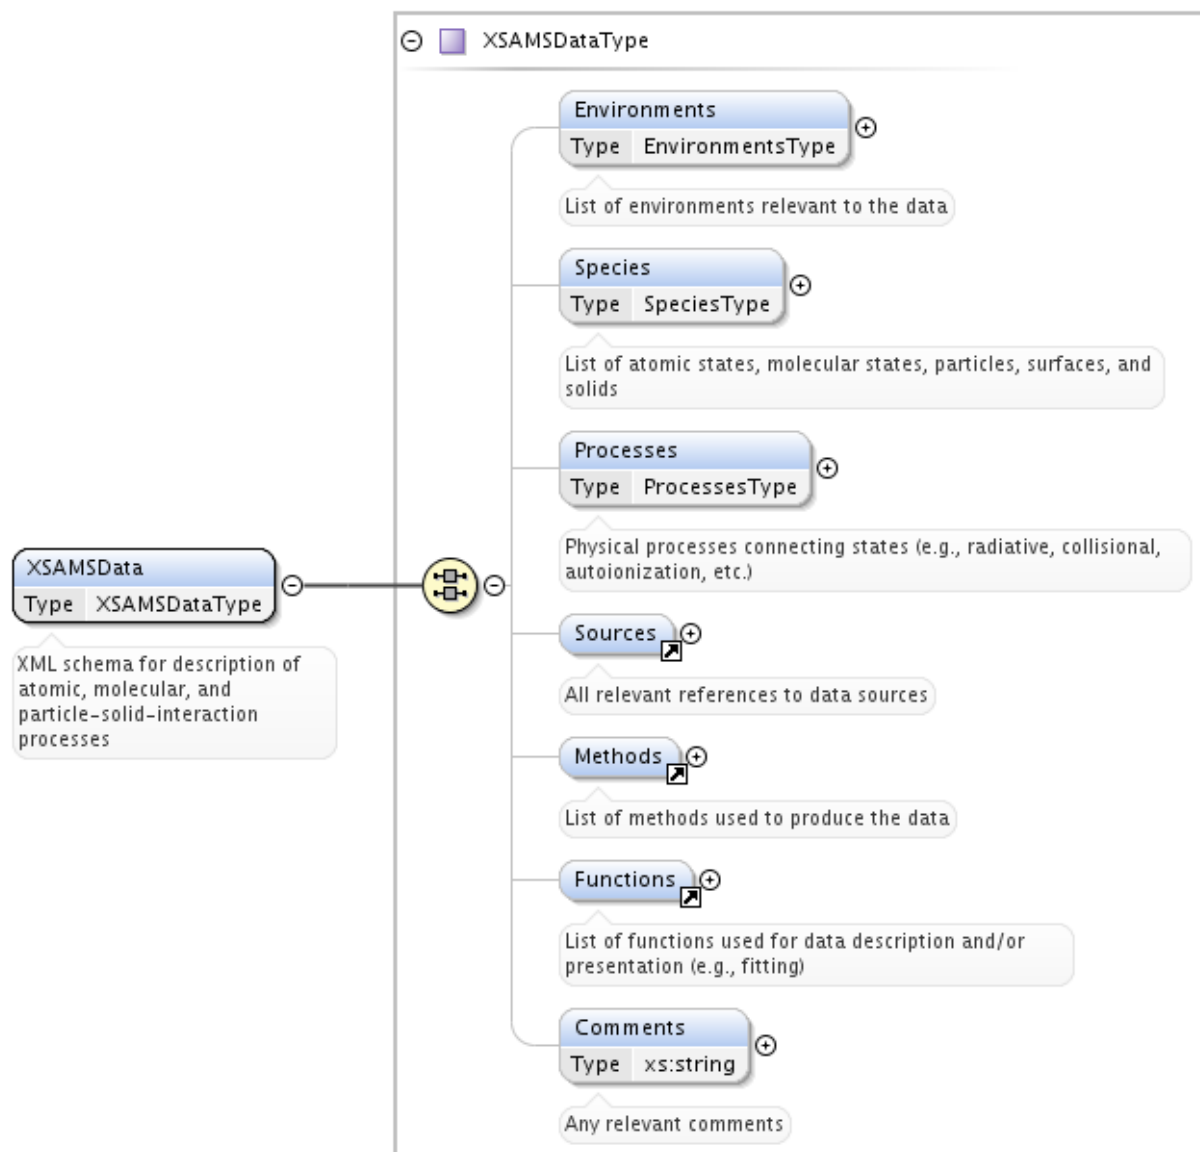 XSAMSDataType
Environments
Type EnvironmentsType
List of environments relevant to the data
Species
Type SpeciesType
List of atomic states, molecular states, particles, surfaces, and
solids
Processes
Type ProcessesType
Physical processes connecting states (e.g., radiative, collisional,
autoionization, etc.)
XSAMSData
Type XSAMSDataType
XML schema for description of
atomic, molecular, and
particle-solid-interaction
processes
Sources
All relevant references to data sources
Methods
List of methods used to produce the data
Functions
List of functions used for data description and/or
presentation (e.g., fitting)
Comments
Type xs:string
Any relevant comments